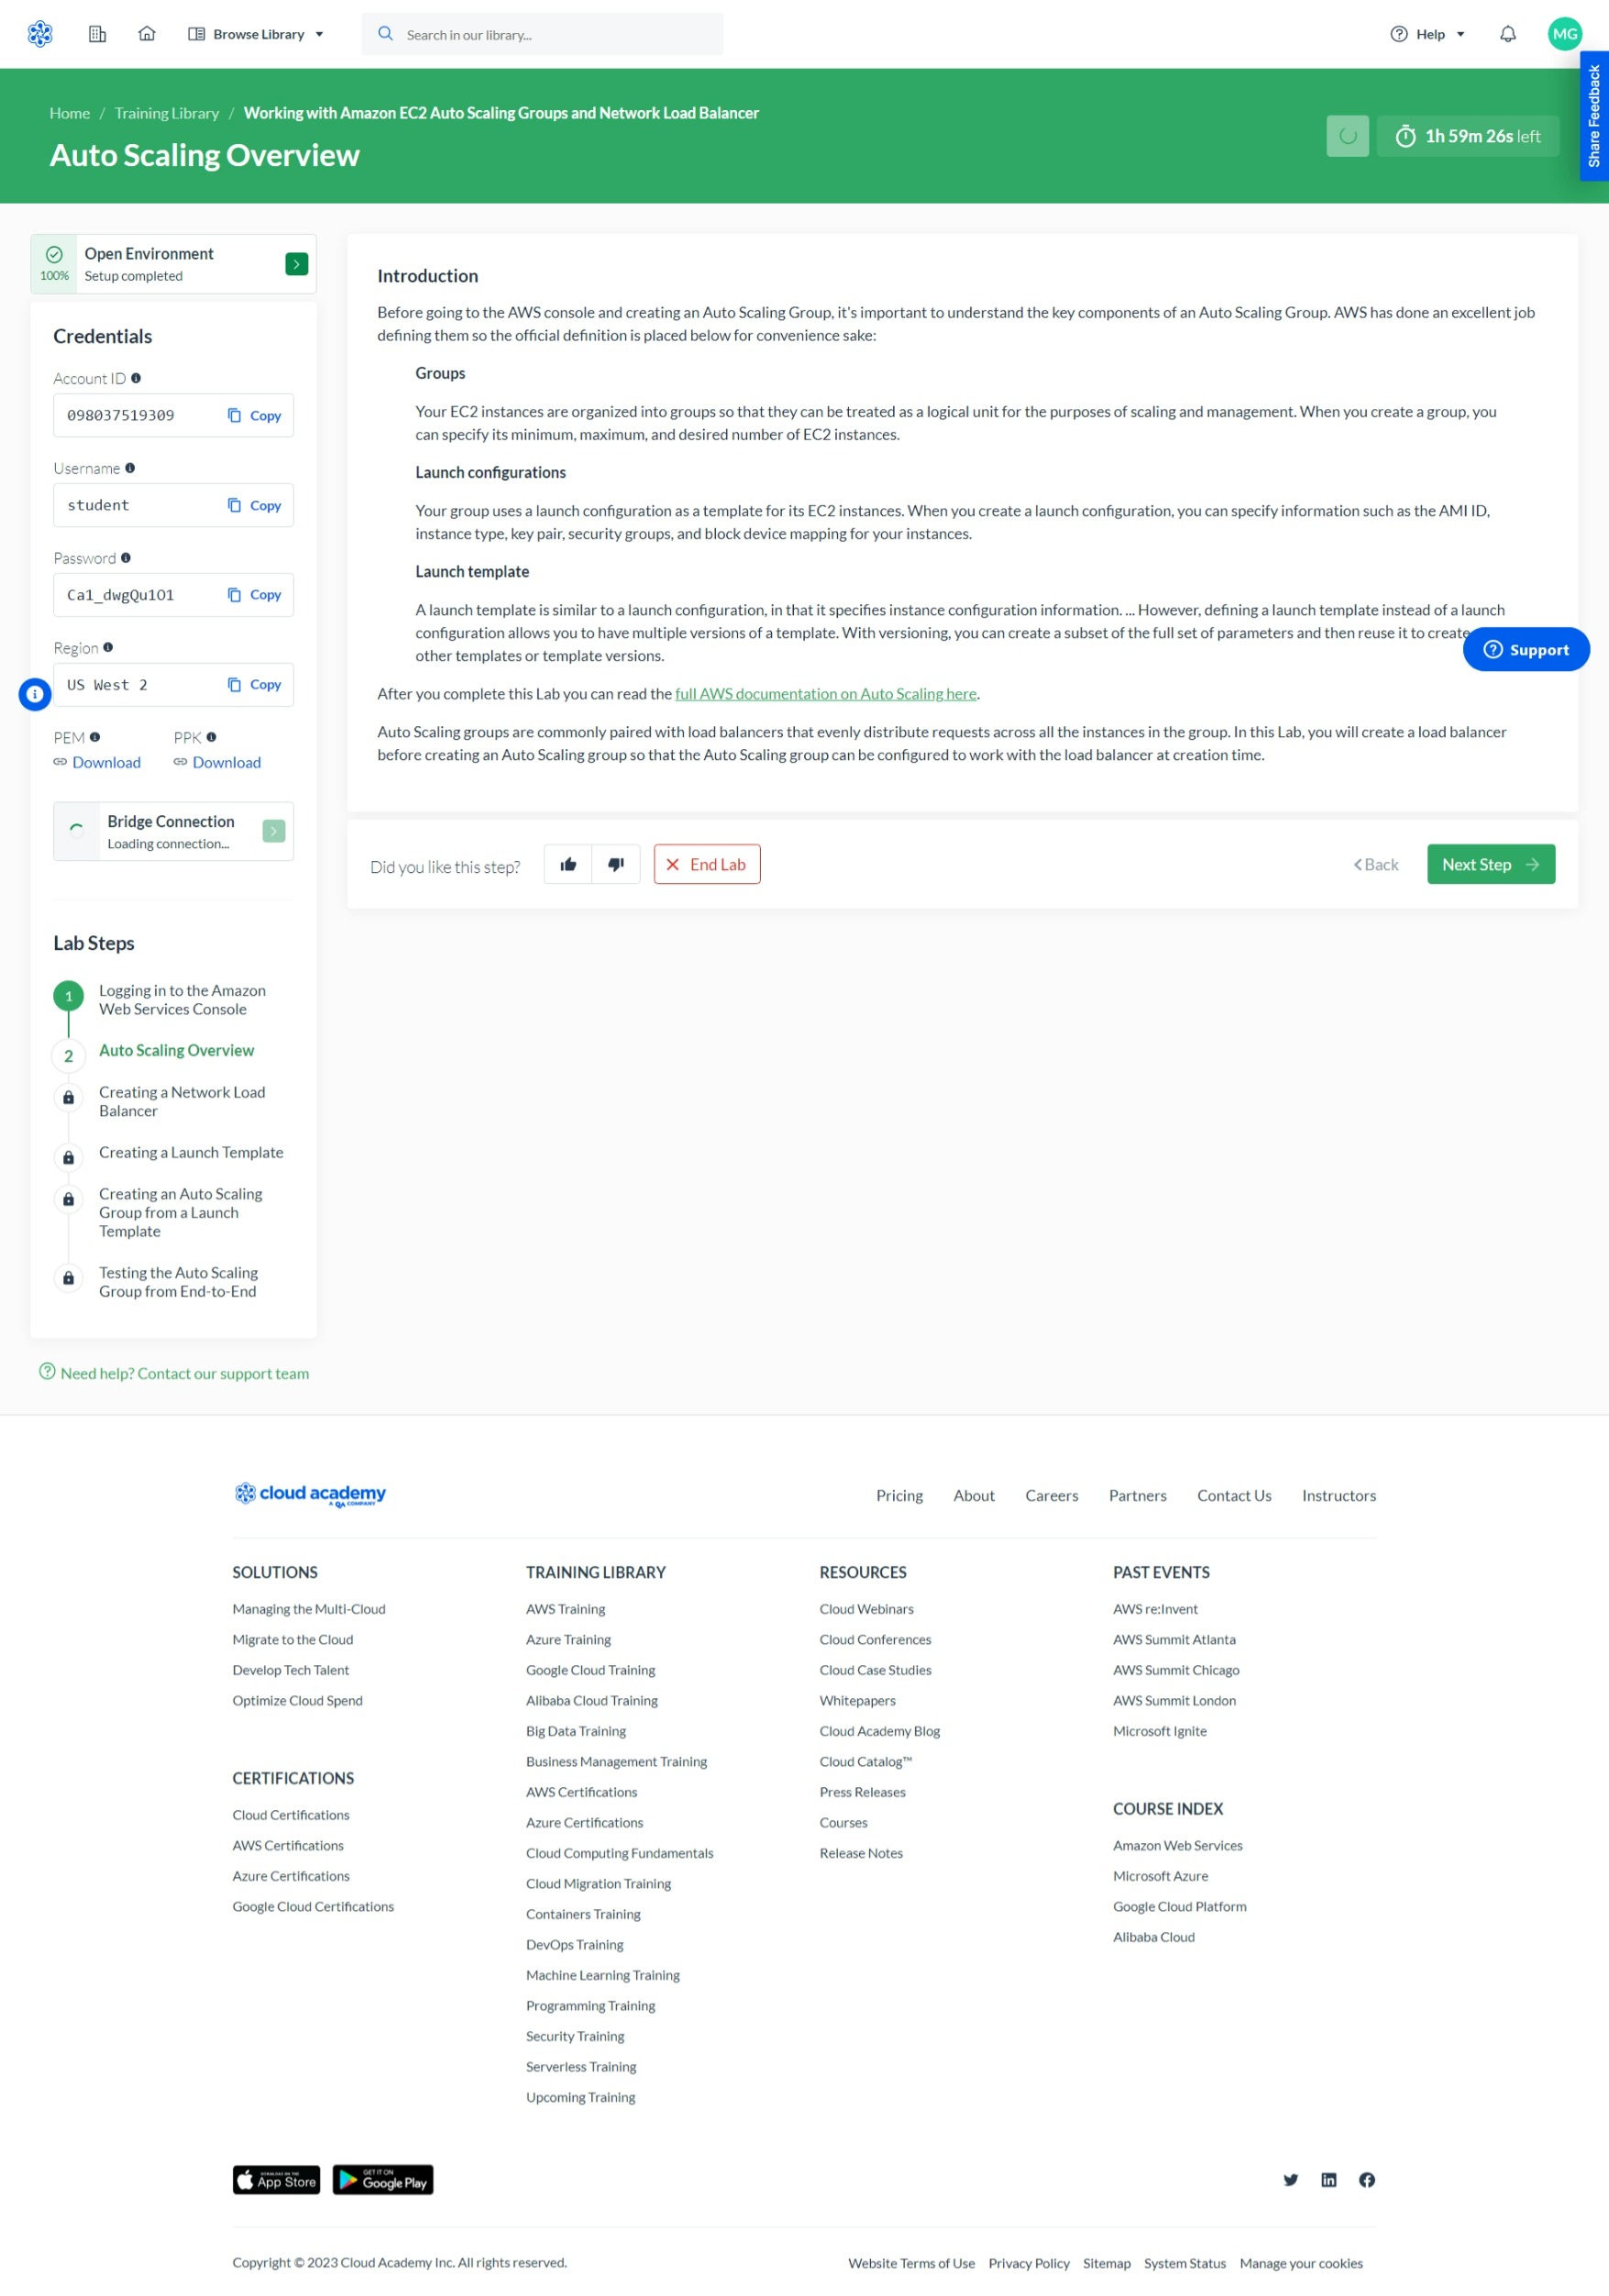 Browse Library
Search in our library...
Help
MG
Share Feedback
Home / Training Library / Working with Amazon EC2 Auto Scaling Groups and Network Load Balancer
Auto Scaling Overview
1h 59m 26s left
Open Environment
100%
Setup completed
Credentials
Account ID
098037519309
Copy
Username
student
Copy
Password
Ca1_dwgQu1O1
Copy
Region
US West 2
Copy
PEM
PPK
Download
Download
Bridge Connection
Loading connection...
Lab Steps
1
Logging in to the Amazon
Web Services Console
2
Auto Scaling Overview
Creating a Network Load
Balancer
Creating a Launch Template
Creating an Auto Scaling
Group from a Launch
Template
Testing the Auto Scaling
Group from End-to-End
Need help? Contact our support team
Introduction
Before going to the AWS console and creating an Auto Scaling Group, it's important to understand the key components of an Auto Scaling Group. AWS has done an excellent job
defining them so the official definition is placed below for convenience sake:
Groups
Your EC2 instances are organized into groups so that they can be treated as a logical unit for the purposes of scaling and management. When you create a group, you
can specify its minimum, maximum, and desired number of EC2 instances.
Launch configurations
Your group uses a launch configuration as a template for its EC2 instances. When you create a launch configuration, you can specify information such as the AMI ID,
instance type, key pair, security groups, and block device mapping for your instances.
Launch template
A launch template is similar to a launch configuration, in that it specifies instance configuration information. ... However, defining a launch template instead of a launch
configuration allows you to have multiple versions of a template. With versioning, you can create a subset of the full set of parameters and then reuse it to create
other templates or template versions.
Support
After you complete this Lab you can read the full AWS documentation on Auto Scaling here.
Auto Scaling groups are commonly paired with load balancers that evenly distribute requests across all the instances in the group. In this Lab, you will create a load balancer
before creating an Auto Scaling group so that the Auto Scaling group can be configured to work with the load balancer at creation time.
Did you like this step?
End Lab
Back
Next Step
cloud academy
A QA COMPANY
Pricing
About
Careers
Partners
Contact Us
Instructors
SOLUTIONS
Managing the Multi-Cloud
Migrate to the Cloud
Develop Tech Talent
Optimize Cloud Spend
CERTIFICATIONS
Cloud Certifications
AWS Certifications
Azure Certifications
Google Cloud Certifications
TRAINING LIBRARY
AWS Training
Azure Training
Google Cloud Training
Alibaba Cloud Training
Big Data Training
Business Management Training
AWS Certifications
Azure Certifications
Cloud Computing Fundamentals
Cloud Migration Training
Containers Training
DevOps Training
Machine Learning Training
Programming Training
Security Training
Serverless Training
Upcoming Training
RESOURCES
Cloud Webinars
Cloud Conferences
Cloud Case Studies
Whitepapers
Cloud Academy Blog
Cloud Catalog™
Press Releases
Courses
Release Notes
PAST EVENTS
AWS re:Invent
AWS Summit Atlanta
AWS Summit Chicago
AWS Summit London
Microsoft Ignite
COURSE INDEX
Amazon Web Services
Microsoft Azure
Google Cloud Platform
Alibaba Cloud
Download on the
App Store
GET IT ON
Google Play
Copyright © 2023 Cloud Academy Inc. All rights reserved.
Website Terms of Use
Privacy Policy
Sitemap
System Status
Manage your cookies